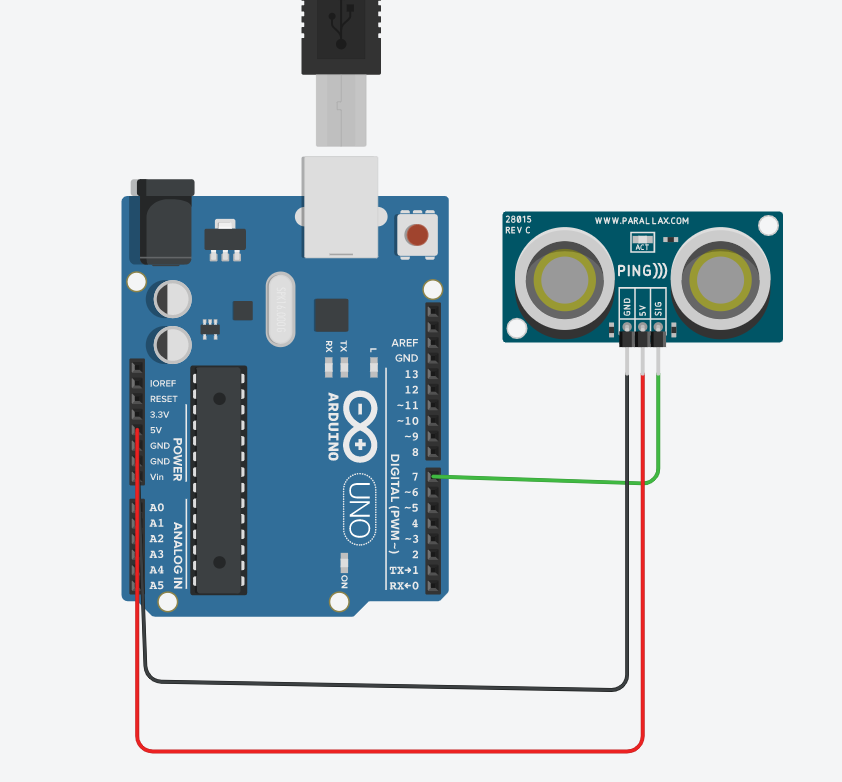 28015
REV C
WWW.PARALLAX.COM
ACT
PING)))
GND
5V
SIG
RX
TX
L
AREF
GND
13
12
~11
~10
~9
8
7
~6
~5
4
~3
2
TX→1
RX←0
DIGITAL (PWM~)
ARDUINO
UNO
ON
IOREF
RESET
3.3V
5V
GND
GND
Vin
POWER
A0
A1
A2
A3
A4
A5
ANALOG IN